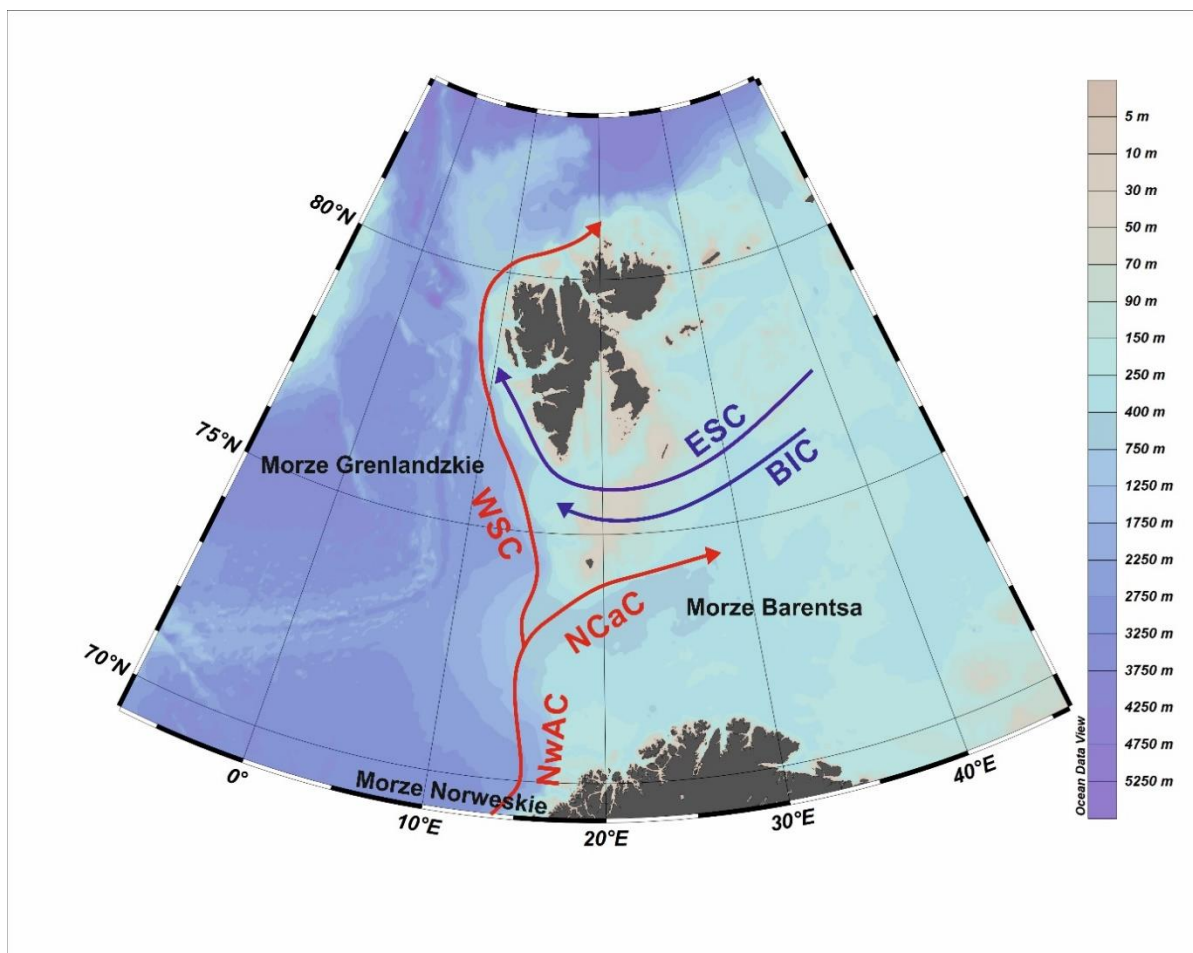 80°N
75°N
70°N
0°
10°E
20°E
30°E
40°E
Morze Grenlandzkie
Morze Barentsa
Morze Norweskie
WSC
ESC
BIC
NCaC
NwAC
5 m
10 m
30 m
50 m
70 m
90 m
150 m
250 m
400 m
750 m
1250 m
1750 m
2250 m
2750 m
3250 m
3750 m
4250 m
4750 m
5250 m
Ocean Data View